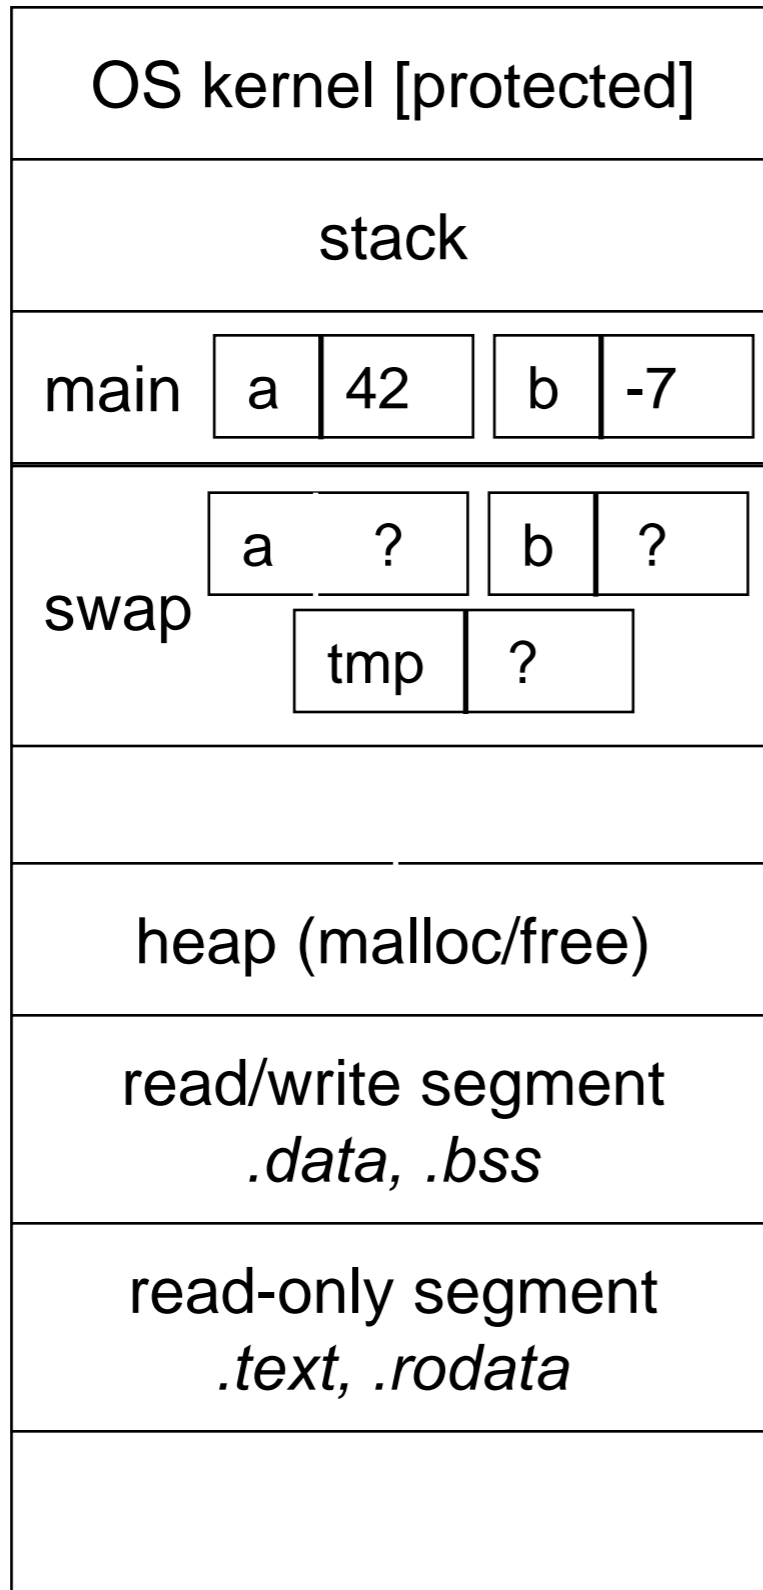 OS kernel [protected]
stack
main a 42 b -7
a ? b ?
swap
tmp ?
heap (malloc/free)
read/write segment
.data, .bss
read-only segment
.text, .rodata